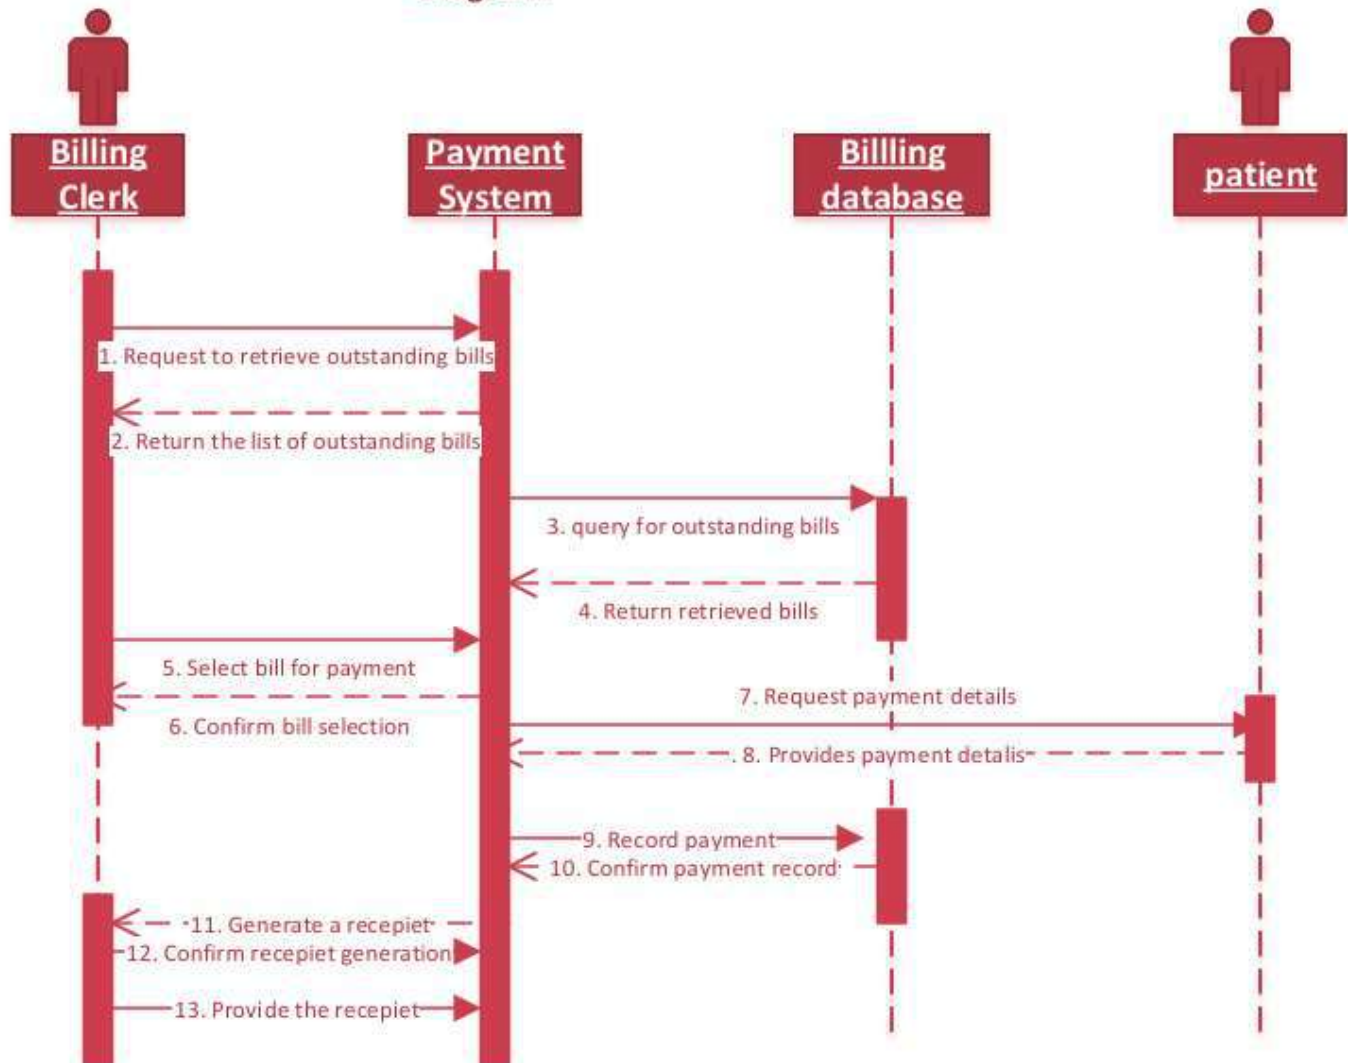 Billing
Clerk
Payment
System
Billling
database
patient
1. Request to retrieve outstanding bills
2. Return the list of outstanding bills
3. query for outstanding bills
4. Return retrieved bills
5. Select bill for payment
6. Confirm bill selection
7. Request payment details
. 8. Provides payment detalis
9. Record payment
10. Confirm payment record
11. Generate a recepiet
12. Confirm recepiet generation
13. Provide the recepiet